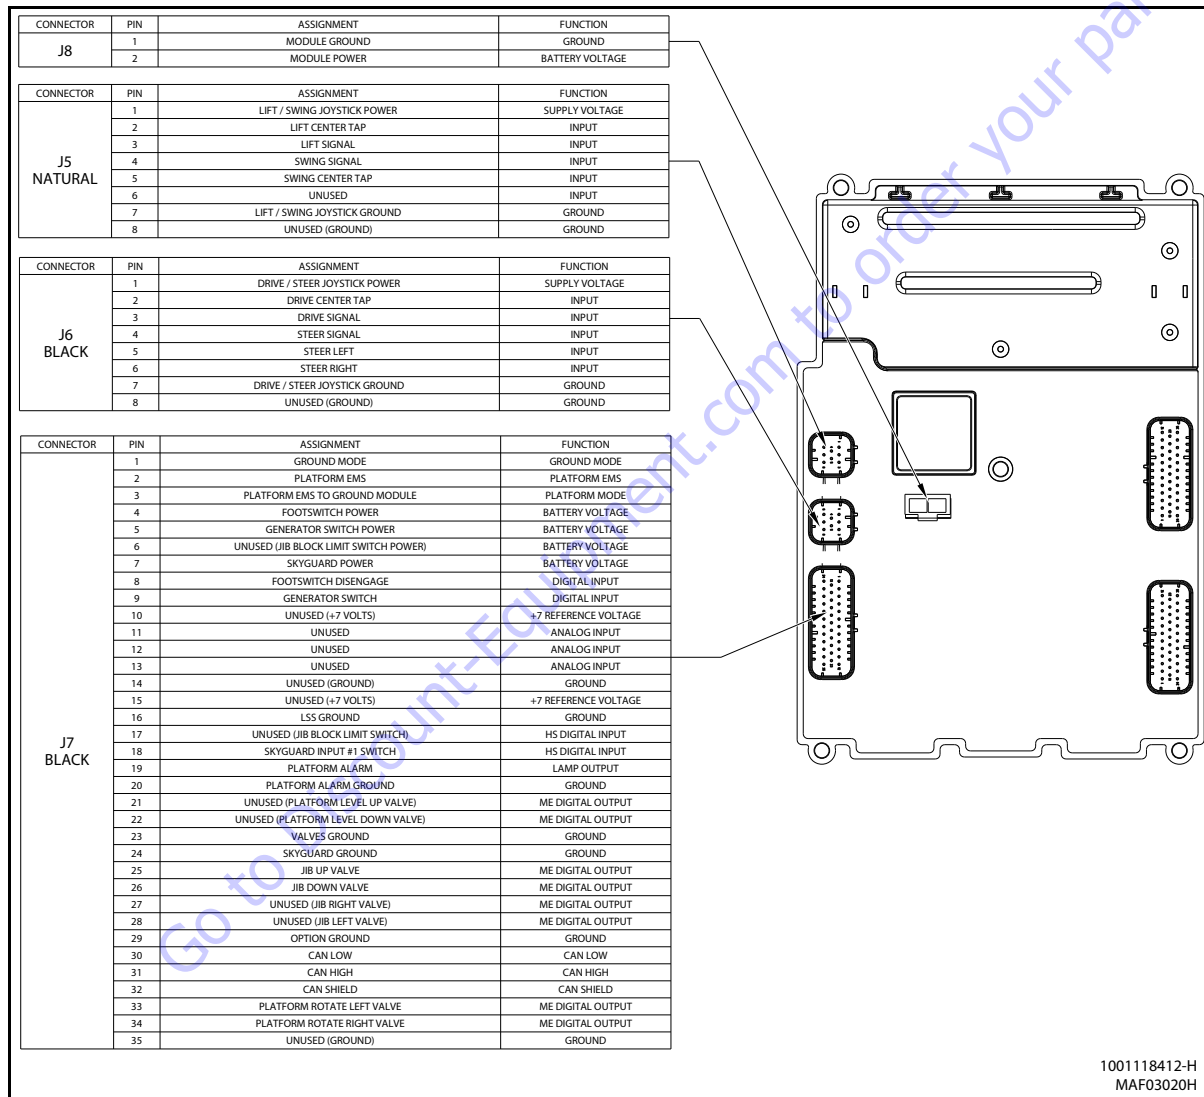 CONNECTOR PIN ASSIGNMENT FUNCTION
J8
1 MODULE GROUND GROUND
2 MODULE POWER BATTERY VOLTAGE
CONNECTOR PIN ASSIGNMENT FUNCTION
J5
NATURAL
1 LIFT / SWING JOYSTICK POWER SUPPLY VOLTAGE
2 LIFT CENTER TAP INPUT
3 LIFT SIGNAL INPUT
4 SWING SIGNAL INPUT
5 SWING CENTER TAP INPUT
6 UNUSED INPUT
7 LIFT / SWING JOYSTICK GROUND GROUND
8 UNUSED (GROUND) GROUND
CONNECTOR PIN ASSIGNMENT FUNCTION
J6
BLACK
1 DRIVE / STEER JOYSTICK POWER SUPPLY VOLTAGE
2 DRIVE CENTER TAP INPUT
3 DRIVE SIGNAL INPUT
4 STEER SIGNAL INPUT
5 STEER LEFT INPUT
6 STEER RIGHT INPUT
7 DRIVE / STEER JOYSTICK GROUND GROUND
8 UNUSED (GROUND) GROUND
CONNECTOR PIN ASSIGNMENT FUNCTION
J7
BLACK
1 GROUND MODE GROUND MODE
2 PLATFORM EMS PLATFORM EMS
3 PLATFORM EMS TO GROUND MODULE PLATFORM MODE
4 FOOTSWITCH POWER BATTERY VOLTAGE
5 GENERATOR SWITCH POWER BATTERY VOLTAGE
6 UNUSED (JIB BLOCK LIMIT SWITCH POWER) BATTERY VOLTAGE
7 SKYGUARD POWER BATTERY VOLTAGE
8 FOOTSWITCH DISENGAGE DIGITAL INPUT
9 GENERATOR SWITCH DIGITAL INPUT
10 UNUSED (+7 VOLTS) +7 REFERENCE VOLTAGE
11 UNUSED ANALOG INPUT
12 UNUSED ANALOG INPUT
13 UNUSED ANALOG INPUT
14 UNUSED (GROUND) GROUND
15 UNUSED (+7 VOLTS) +7 REFERENCE VOLTAGE
16 LSS GROUND GROUND
17 UNUSED (JIB BLOCK LIMIT SWITCH) HS DIGITAL INPUT
18 SKYGUARD INPUT #1 SWITCH HS DIGITAL INPUT
19 PLATFORM ALARM LAMP OUTPUT
20 PLATFORM ALARM GROUND GROUND
21 UNUSED (PLATFORM LEVEL UP VALVE) ME DIGITAL OUTPUT
22 UNUSED (PLATFORM LEVEL DOWN VALVE) ME DIGITAL OUTPUT
23 VALVES GROUND GROUND
24 SKYGUARD GROUND GROUND
25 JIB UP VALVE ME DIGITAL OUTPUT
26 JIB DOWN VALVE ME DIGITAL OUTPUT
27 UNUSED (JIB RIGHT VALVE) ME DIGITAL OUTPUT
28 UNUSED (JIB LEFT VALVE) ME DIGITAL OUTPUT
29 OPTION GROUND GROUND
30 CAN LOW CAN LOW
31 CAN HIGH CAN HIGH
32 CAN SHIELD CAN SHIELD
33 PLATFORM ROTATE LEFT VALVE ME DIGITAL OUTPUT
34 PLATFORM ROTATE RIGHT VALVE ME DIGITAL OUTPUT
35 UNUSED (GROUND) GROUND
Go to Discount-Equipment.com to order your
1001118412-H
MAF03020H